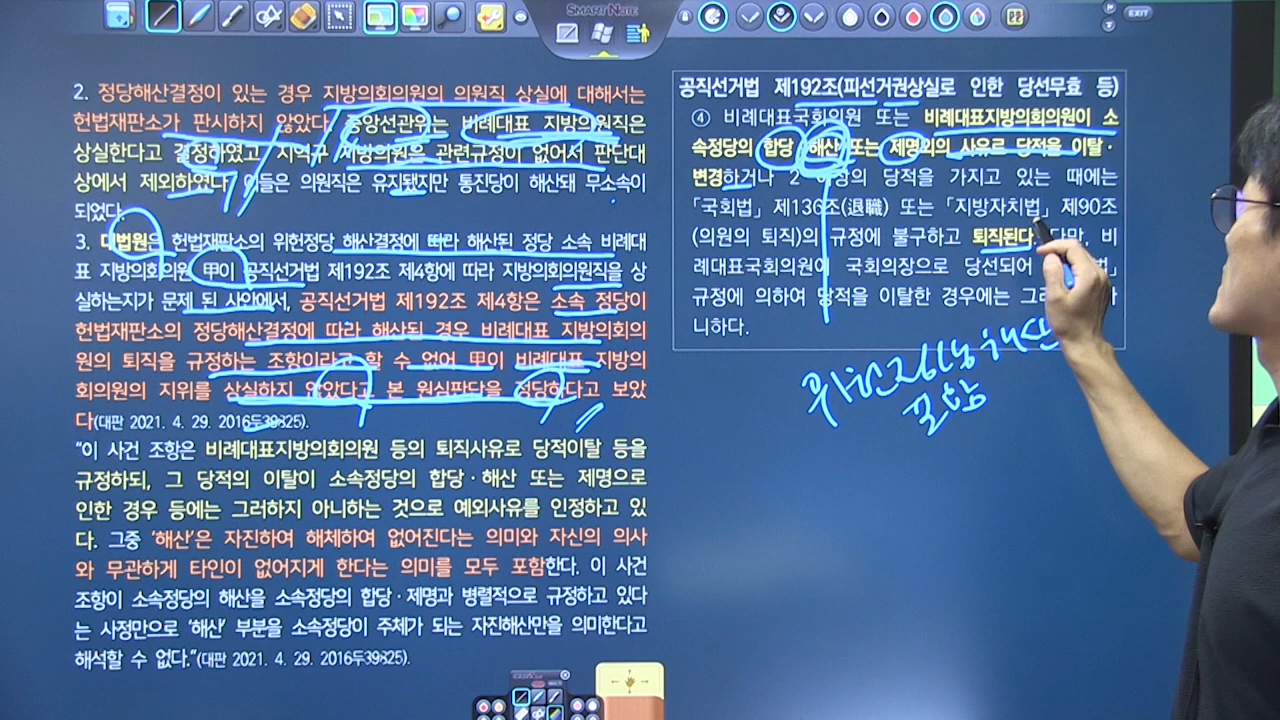 SMART NOTE
EXIT
2. 정당해산결정이 있는 경우 지방의회의원의 의원직 상실에 대해서는
헌법재판소가 판시하지 않았다. 중앙선관위는 비례대표 지방의원직은
상실한다고 결정하였고, 지역구 지방의원은 관련규정이 없어서 판단대
상에서 제외하였다. 이들은 의원직은 유지됐지만 통진당이 해산돼 무소속이
되었다.
3. 대법원은 헌법재판소의 위헌정당 해산결정에 따라 해산된 정당 소속 비례대
표 지방의회의원 甲이 공직선거법 제192조 제4항에 따라 지방의회의원직을 상
실하는지가 문제 된 사안에서, 공직선거법 제192조 제4항은 소속 정당이
헌법재판소의 정당해산결정에 따라 해산된 경우 비례대표 지방의회의
원의 퇴직을 규정하는 조항이라고 할 수 없어 甲이 비례대표 지방의
회의원의 지위를 상실하지 않았다고 본 원심판단을 정당하다고 보았
다(대판 2021. 4. 29. 2016두39825).
“이 사건 조항은 비례대표지방의회의원 등의 퇴직사유로 당적이탈 등을
규정하되, 그 당적의 이탈이 소속정당의 합당·해산 또는 제명으로
인한 경우 등에는 그러하지 아니하는 것으로 예외사유를 인정하고 있
다. 그중 ‘해산’은 자진하여 해체하여 없어진다는 의미와 자신의 의사
와 무관하게 타인이 없어지게 한다는 의미를 모두 포함한다. 이 사건
조항이 소속정당의 해산을 소속정당의 합당·제명과 병렬적으로 규정하고 있다
는 사정만으로 ‘해산’ 부분을 소속정당이 주체가 되는 자진해산만을 의미한다고
해석할 수 없다.”(대판 2021. 4. 29. 2016두39825).
공직선거법 제192조(피선거권상실로 인한 당선무효 등)
④ 비례대표국회의원 또는 비례대표지방의회의원이 소
속정당의 합당·해산 또는 제명외의 사유로 당적을 이탈·
변경하거나 2 이상의 당적을 가지고 있는 때에는
「국회법」 제136조(退職) 또는 「지방자치법」 제90조
(의원의 퇴직)의 규정에 불구하고 퇴직된다. 다만, 비
례대표국회의원이 국회의장으로 당선되어 법」
규정에 의하여 당적을 이탈한 경우에는 그러
니하다.
위헌정당해산
포함